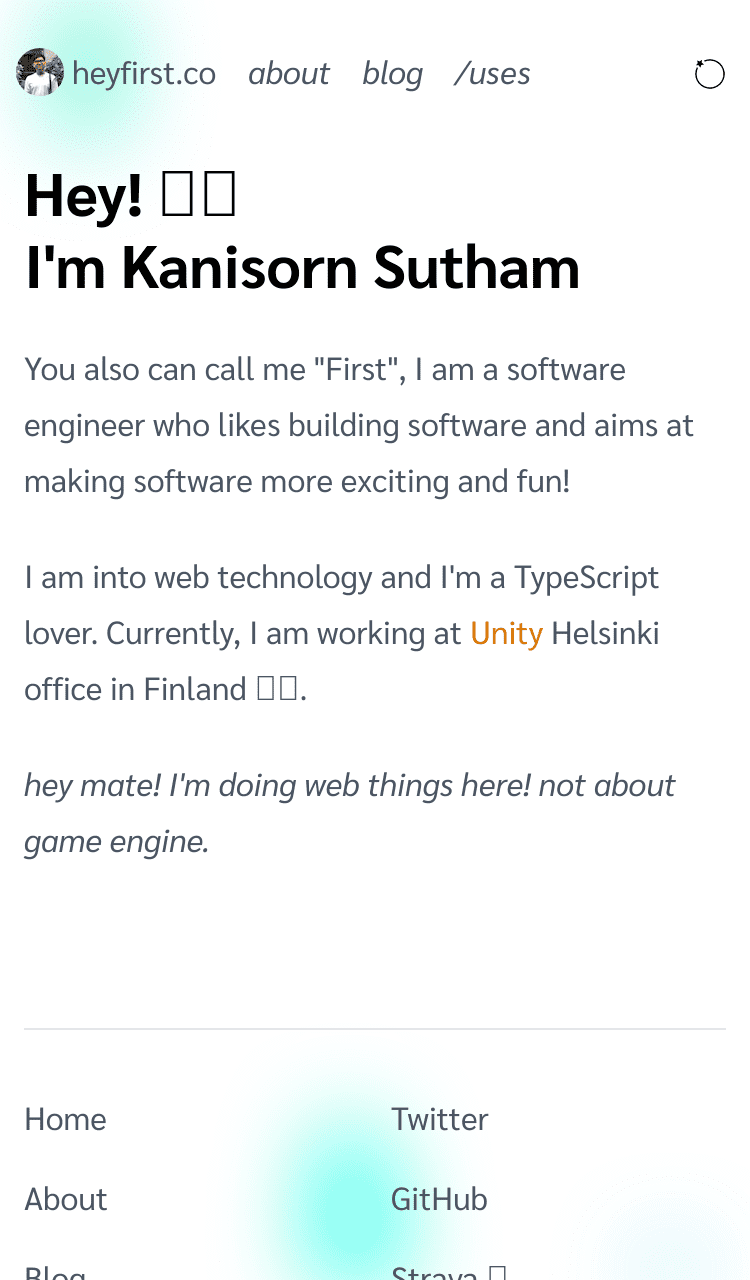 heyfirst.co about blog /uses
Hey!
I'm Kanisorn Sutham
You also can call me "First", I am a software
engineer who likes building software and aims at
making software more exciting and fun!
I am into web technology and I'm a TypeScript
lover. Currently, I am working at Unity Helsinki
office in Finland .
hey mate! I'm doing web things here! not about
game engine.
Home
Twitter
About
GitHub
Blog
Strava